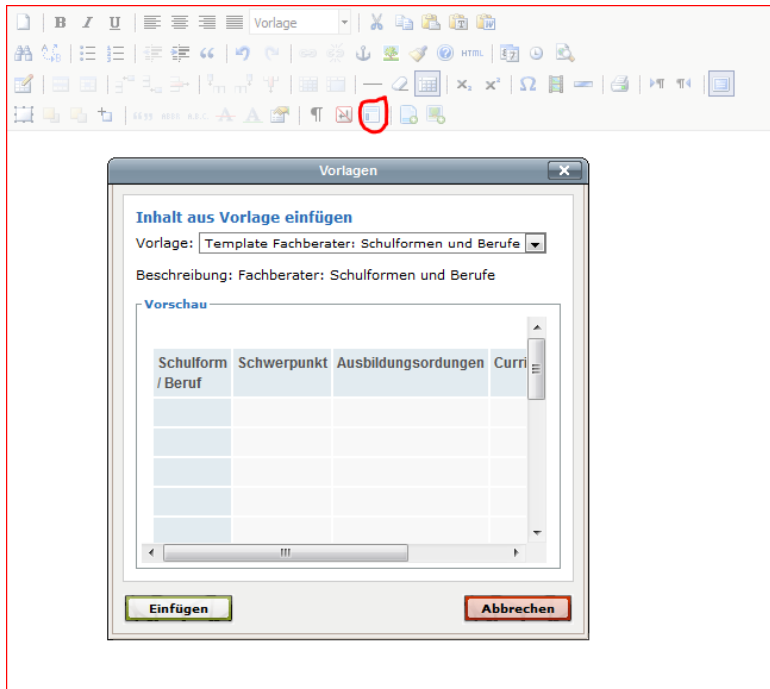 B I U Vorlage
HTML
Vorlagen
Inhalt aus Vorlage einfügen
Vorlage: Template Fachberater: Schulformen und Berufe
Beschreibung: Fachberater: Schulformen und Berufe
Vorschau
Schulform Schwerpunkt Ausbildungsordungen Curri
/ Beruf
Einfügen Abbrechen